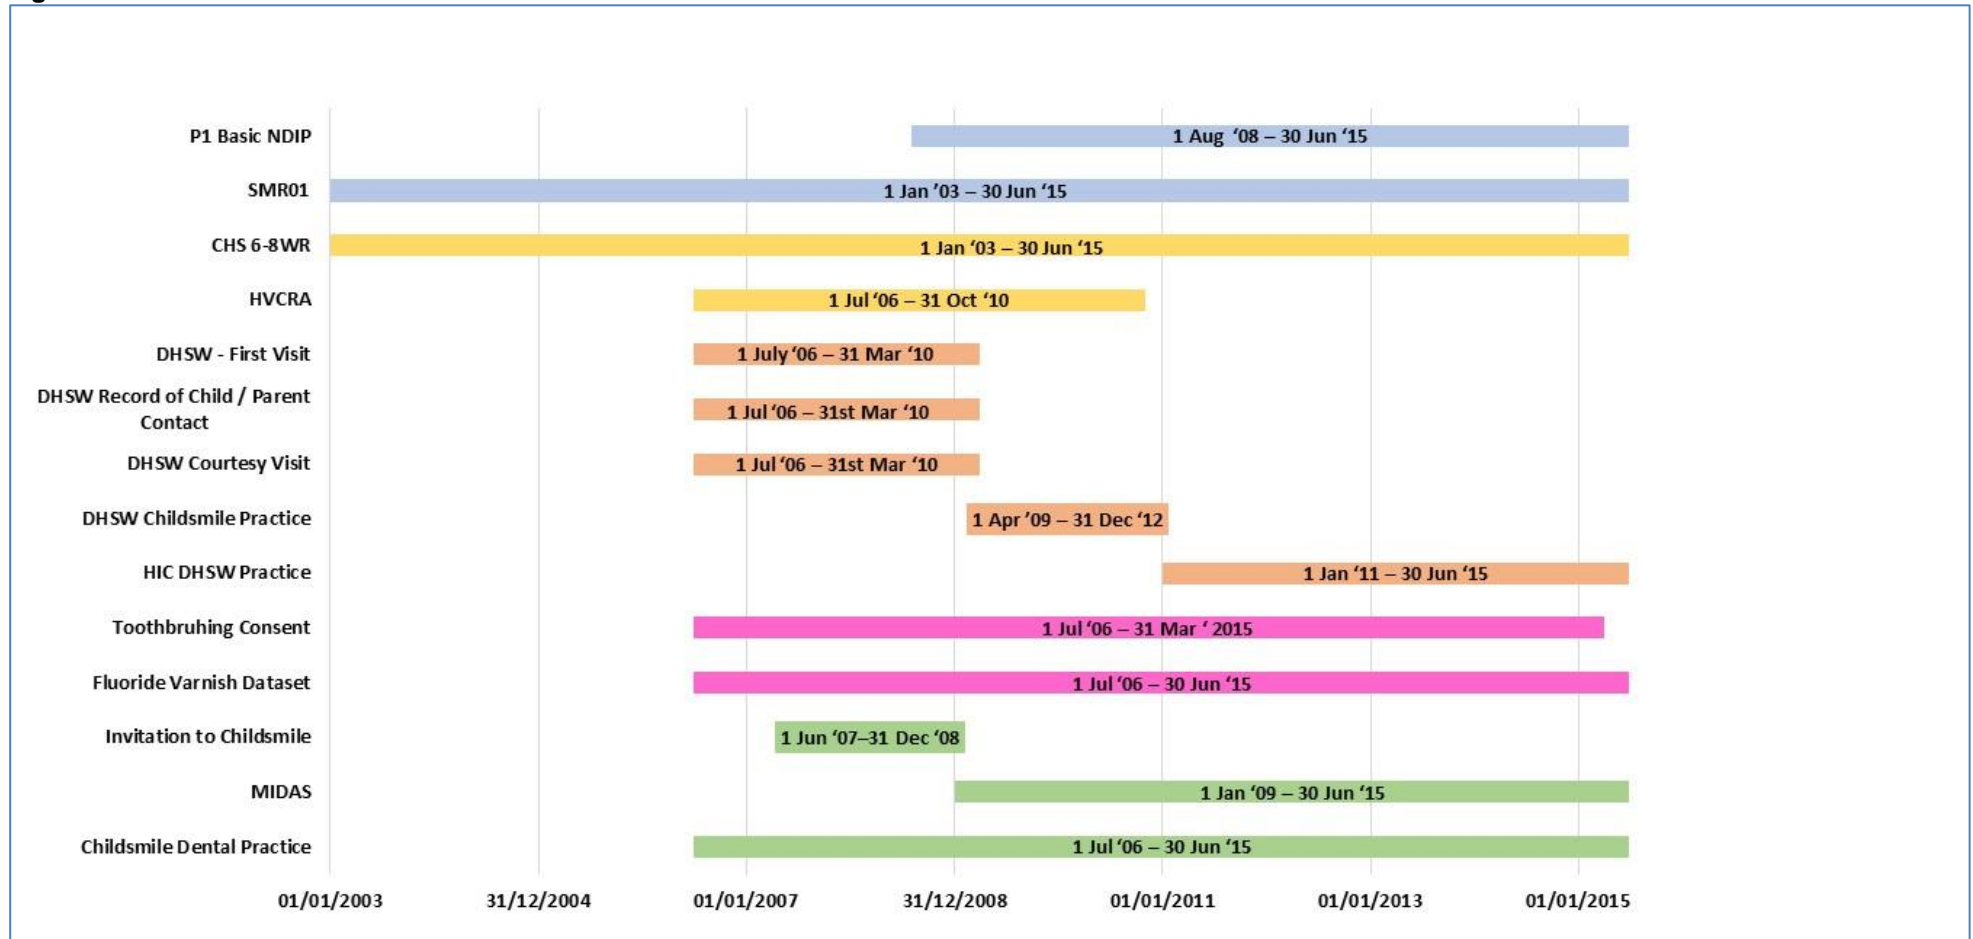 P1 Basic NDIP
1 Aug ‘08 – 30 Jun ‘15
SMR01
1 Jan ’03 – 30 Jun ‘15
CHS 6-8WR
1 Jan ‘03 – 30 Jun ‘15
HVCRA
1 Jul ‘06 – 31 Oct ‘10
DHSW - First Visit
1 July ‘06 – 31 Mar ‘10
DHSW Record of Child / Parent
Contact
1 Jul ‘06 – 31st Mar ‘10
DHSW Courtesy Visit
1 Jul ‘06 – 31st Mar ‘10
DHSW Childsmile Practice
1 Apr ’09 – 31 Dec ‘12
HIC DHSW Practice
1 Jan ‘11 – 30 Jun ‘15
Toothbruhing Consent
1 Jul ‘06 – 31 Mar ‘ 2015
Fluoride Varnish Dataset
1 Jul ‘06 – 30 Jun ‘15
Invitation to Childsmile
1 Jun ‘07–31 Dec ‘08
MIDAS
1 Jan ‘09 – 30 Jun ‘15
Childsmile Dental Practice
1 Jul ‘06 – 30 Jun ‘15
01/01/2003 31/12/2004 01/01/2007 31/12/2008 01/01/2011 01/01/2013 01/01/2015